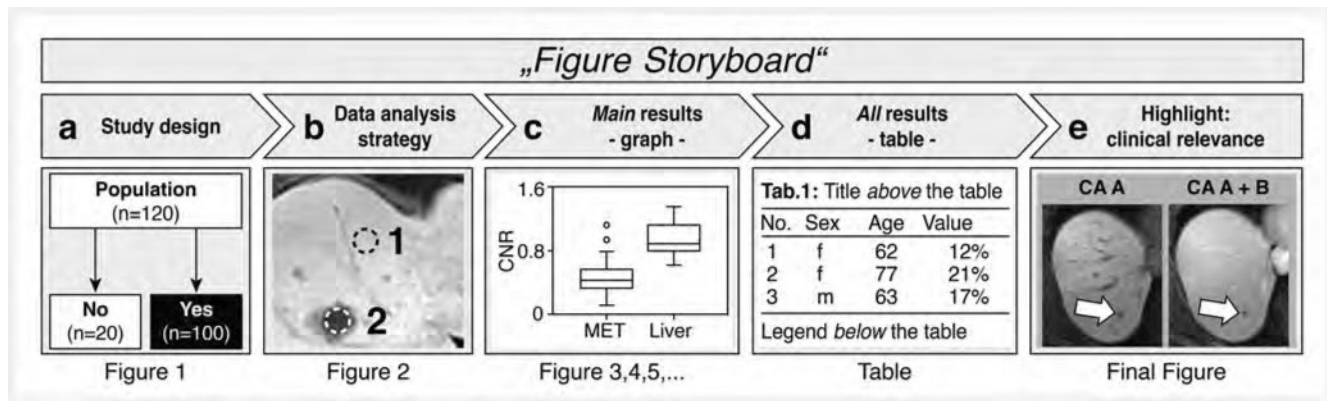 „Figure Storyboard“
a Study design
b Data analysis
strategy
c Main results
- graph -
d All results
- table -
e Highlight:
clinical relevance
Population
(n=120)
No
(n=20)
Yes
(n=100)
Figure 1
1
2
Figure 2
CNR
1.6
0.8
0
MET Liver
Figure 3,4,5,...
Tab.1: Title above the table
No. Sex Age Value
1 f 62 12%
2 f 77 21%
3 m 63 17%
Legend below the table
Table
CA A CA A + B
Final Figure